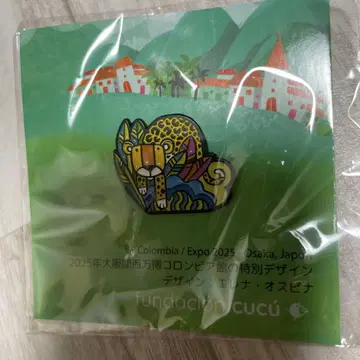 Colombia / Expo 2025 Osaka, Japan
2025年大阪関西万博コロンビア館の特別デザイン
デザイン：エレナ・オスピナ
fundación cucú